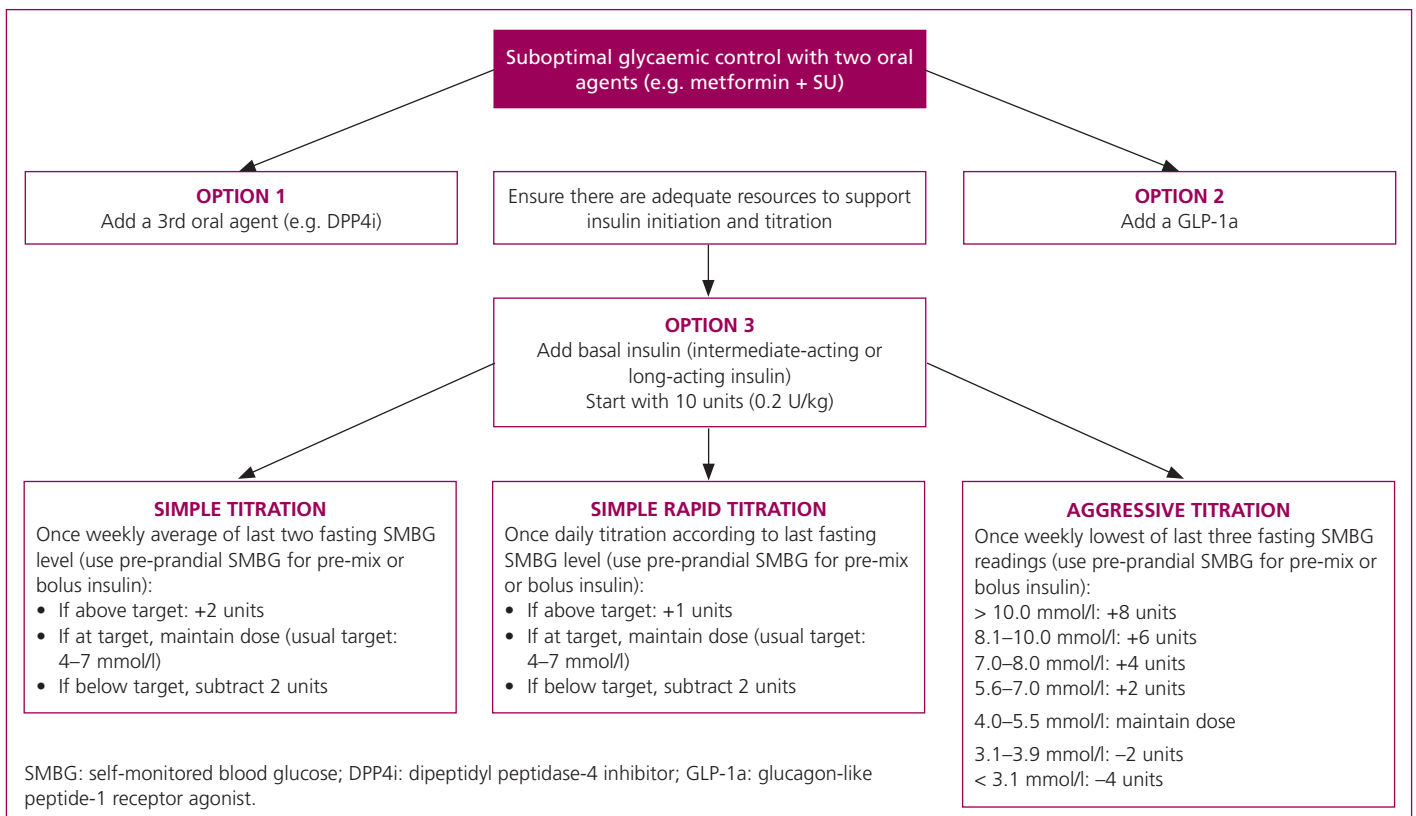 Suboptimal glycaemic control with two oral
agents (e.g. metformin + SU)
OPTION 1
Add a 3rd oral agent (e.g. DPP4i)
Ensure there are adequate resources to support
insulin initiation and titration
OPTION 2
Add a GLP-1a
OPTION 3
Add basal insulin (intermediate-acting or
long-acting insulin)
Start with 10 units (0.2 U/kg)
SIMPLE TITRATION
Once weekly average of last two fasting SMBG
level (use pre-prandial SMBG for pre-mix or
bolus insulin):
• If above target: +2 units
• If at target, maintain dose (usual target:
4–7 mmol/l)
• If below target, subtract 2 units
SIMPLE RAPID TITRATION
Once daily titration according to last fasting
SMBG level (use pre-prandial SMBG for pre-mix
or bolus insulin):
• If above target: +1 units
• If at target, maintain dose (usual target:
4–7 mmol/l)
• If below target, subtract 2 units
AGGRESSIVE TITRATION
Once weekly lowest of last three fasting SMBG
readings (use pre-prandial SMBG for pre-mix or
bolus insulin):
> 10.0 mmol/l: +8 units
8.1–10.0 mmol/l: +6 units
7.0–8.0 mmol/l: +4 units
5.6–7.0 mmol/l: +2 units
4.0–5.5 mmol/l: maintain dose
3.1–3.9 mmol/l: –2 units
< 3.1 mmol/l: –4 units
SMBG: self-monitored blood glucose; DPP4i: dipeptidyl peptidase-4 inhibitor; GLP-1a: glucagon-like
peptide-1 receptor agonist.